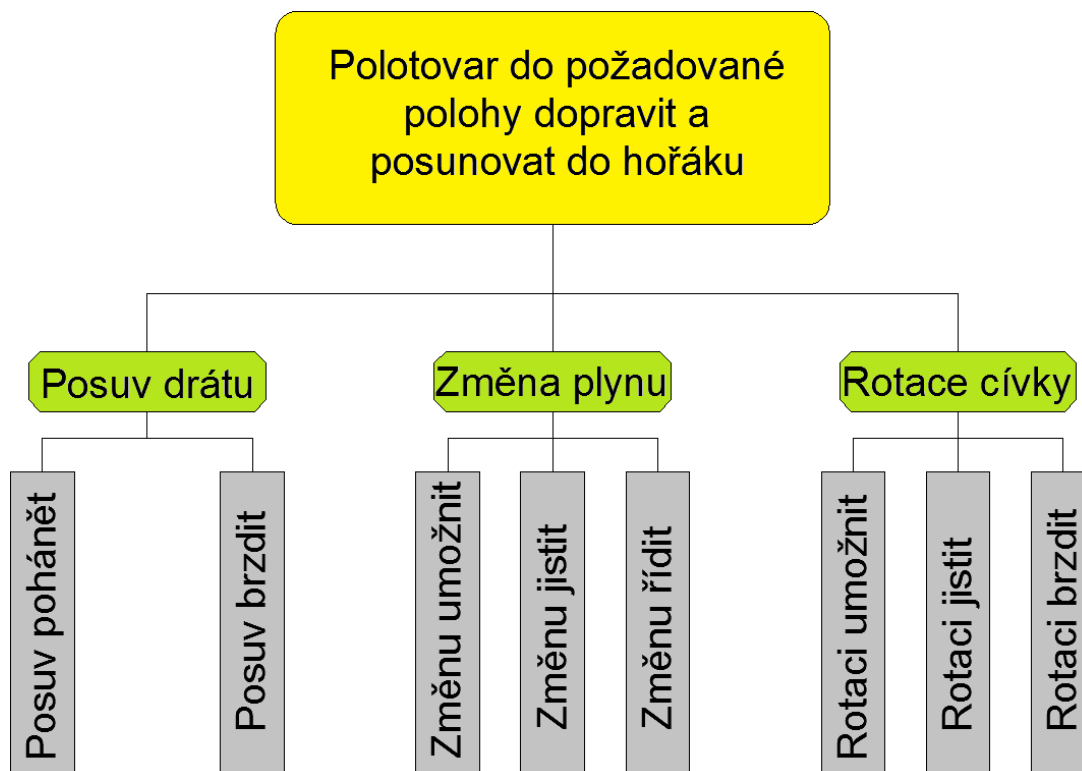 Polotovar do požadované
polohy dopravit a
posunovat do hořáku
Posuv drátu
Změna plynu
Rotace cívky
Posuv pohánět
Posuv brzdit
Změnu umožnit
Změnu jistit
Změnu řídit
Rotaci umožnit
Rotaci jistit
Rotaci brzdit